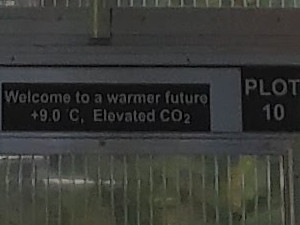 Welcome to a warmer future
+9.0 °C, Elevated CO₂
PLOT
10